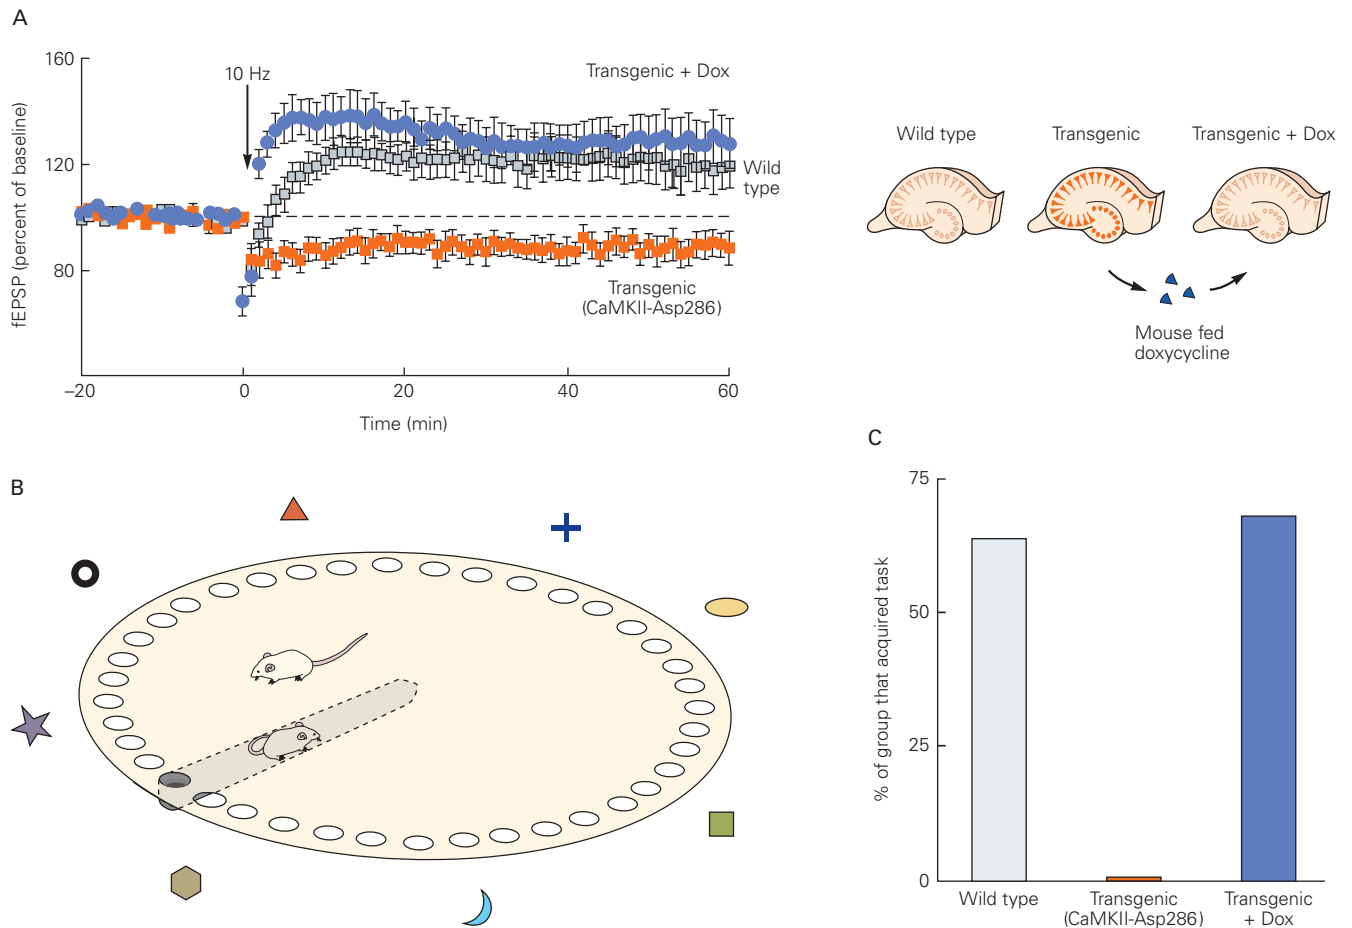 A
160
120
80
fEPSP (percent of baseline)
10 Hz
Transgenic + Dox
Wild
type
Transgenic
(CaMKII-Asp286)
–20
0
20
40
60
Time (min)
Wild type
Transgenic
Transgenic + Dox
Mouse fed
doxycycline
B
C
75
50
25
0
% of group that acquired task
Wild type
Transgenic
(CaMKII-Asp286)
Transgenic
+ Dox